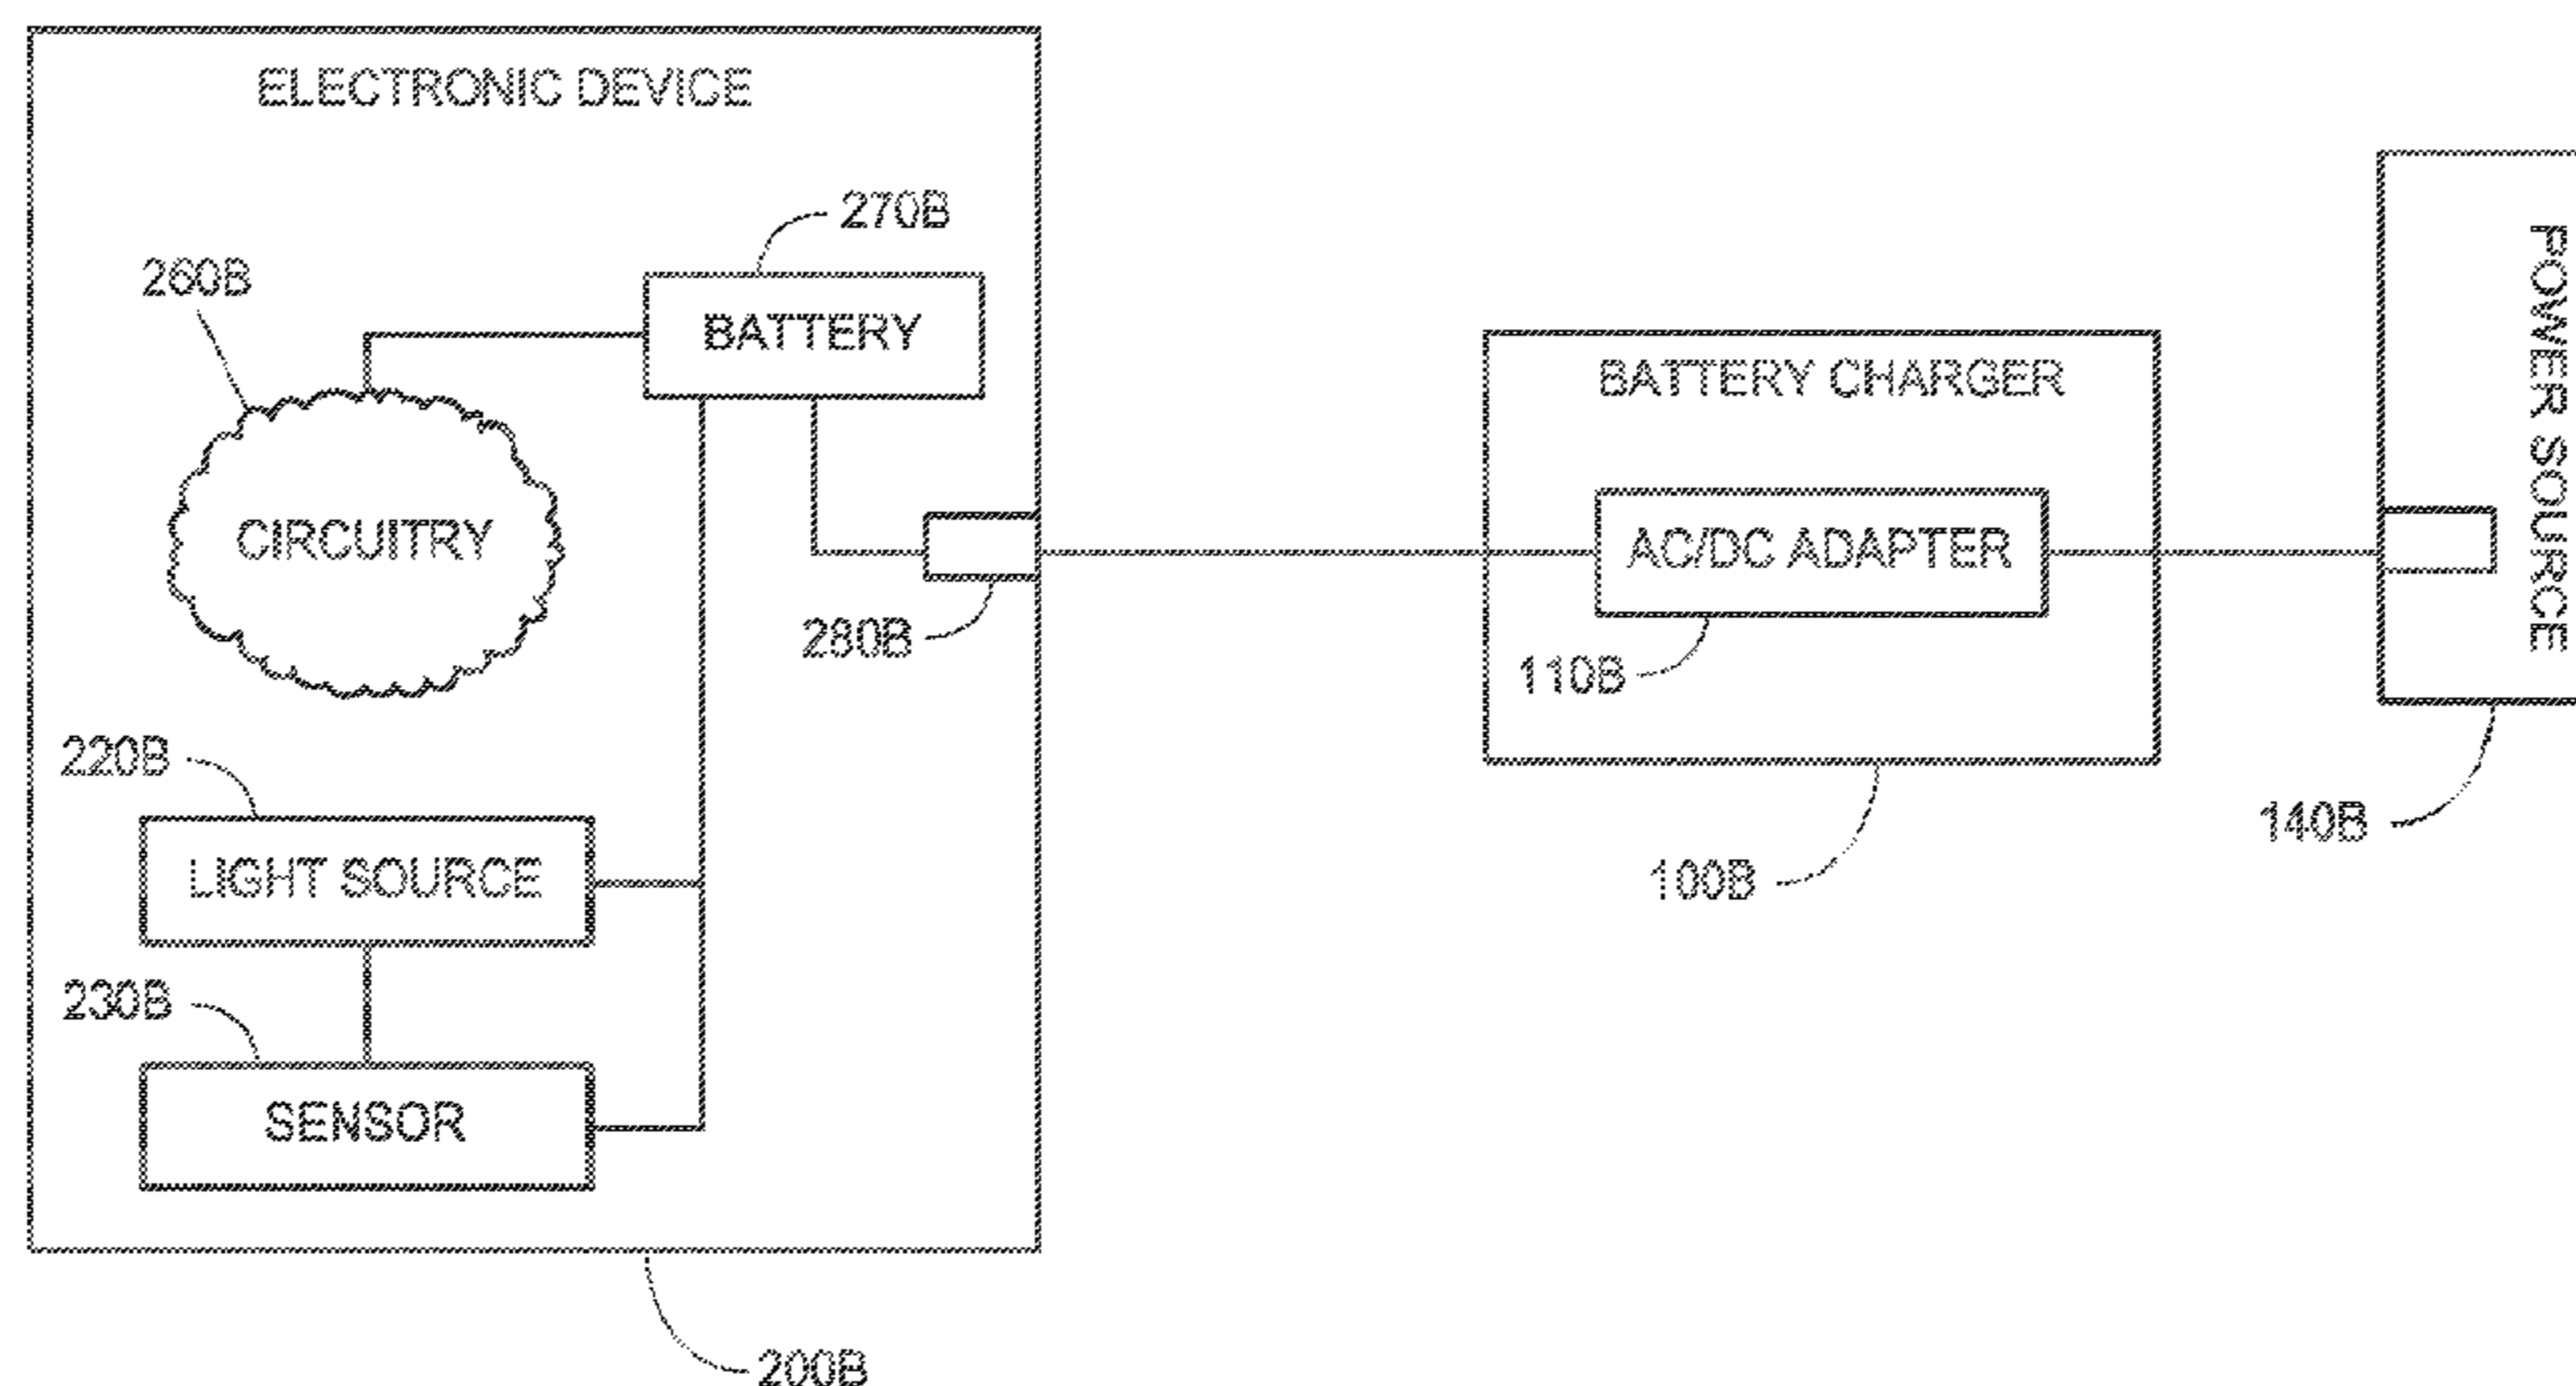 ELECTRONIC DEVICE
270B
260B
BATTERY
CIRCUITRY
280B
220B
LIGHT SOURCE
230B
SENSOR
200B
BATTERY CHARGER
AC/DC ADAPTER
110B
100B
POWER SOURCE
140B